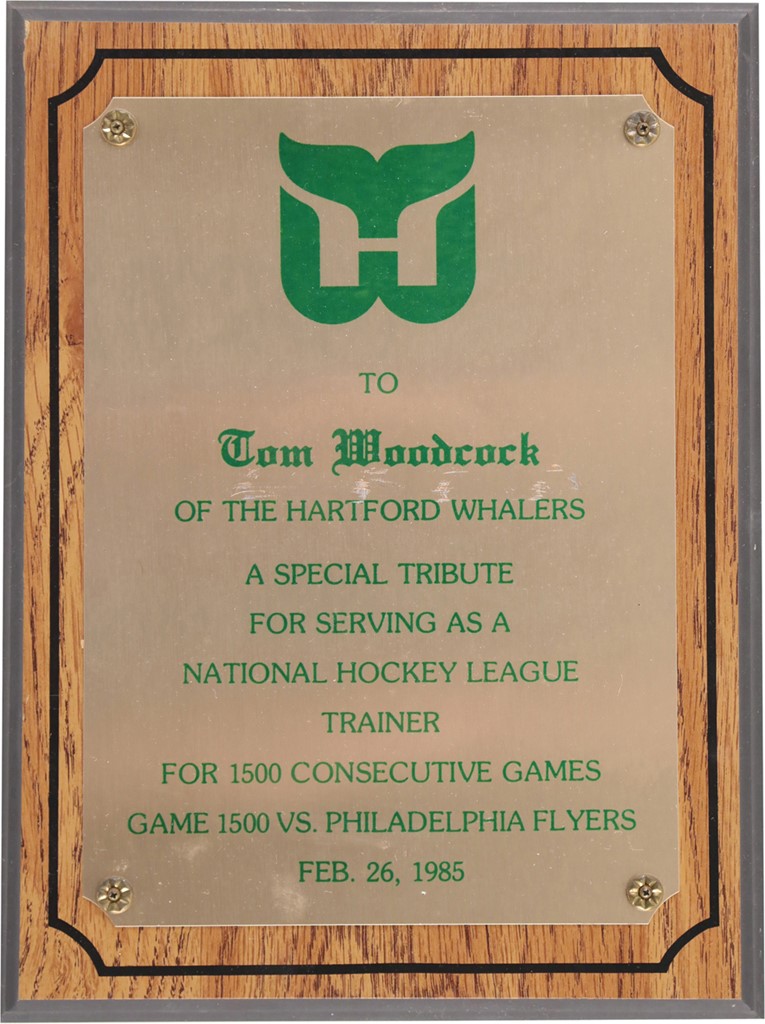 TO
Tom Woodcock
OF THE HARTFORD WHALERS
A SPECIAL TRIBUTE
FOR SERVING AS A
NATIONAL HOCKEY LEAGUE
TRAINER
FOR 1500 CONSECUTIVE GAMES
GAME 1500 VS. PHILADELPHIA FLYERS
FEB. 26, 1985